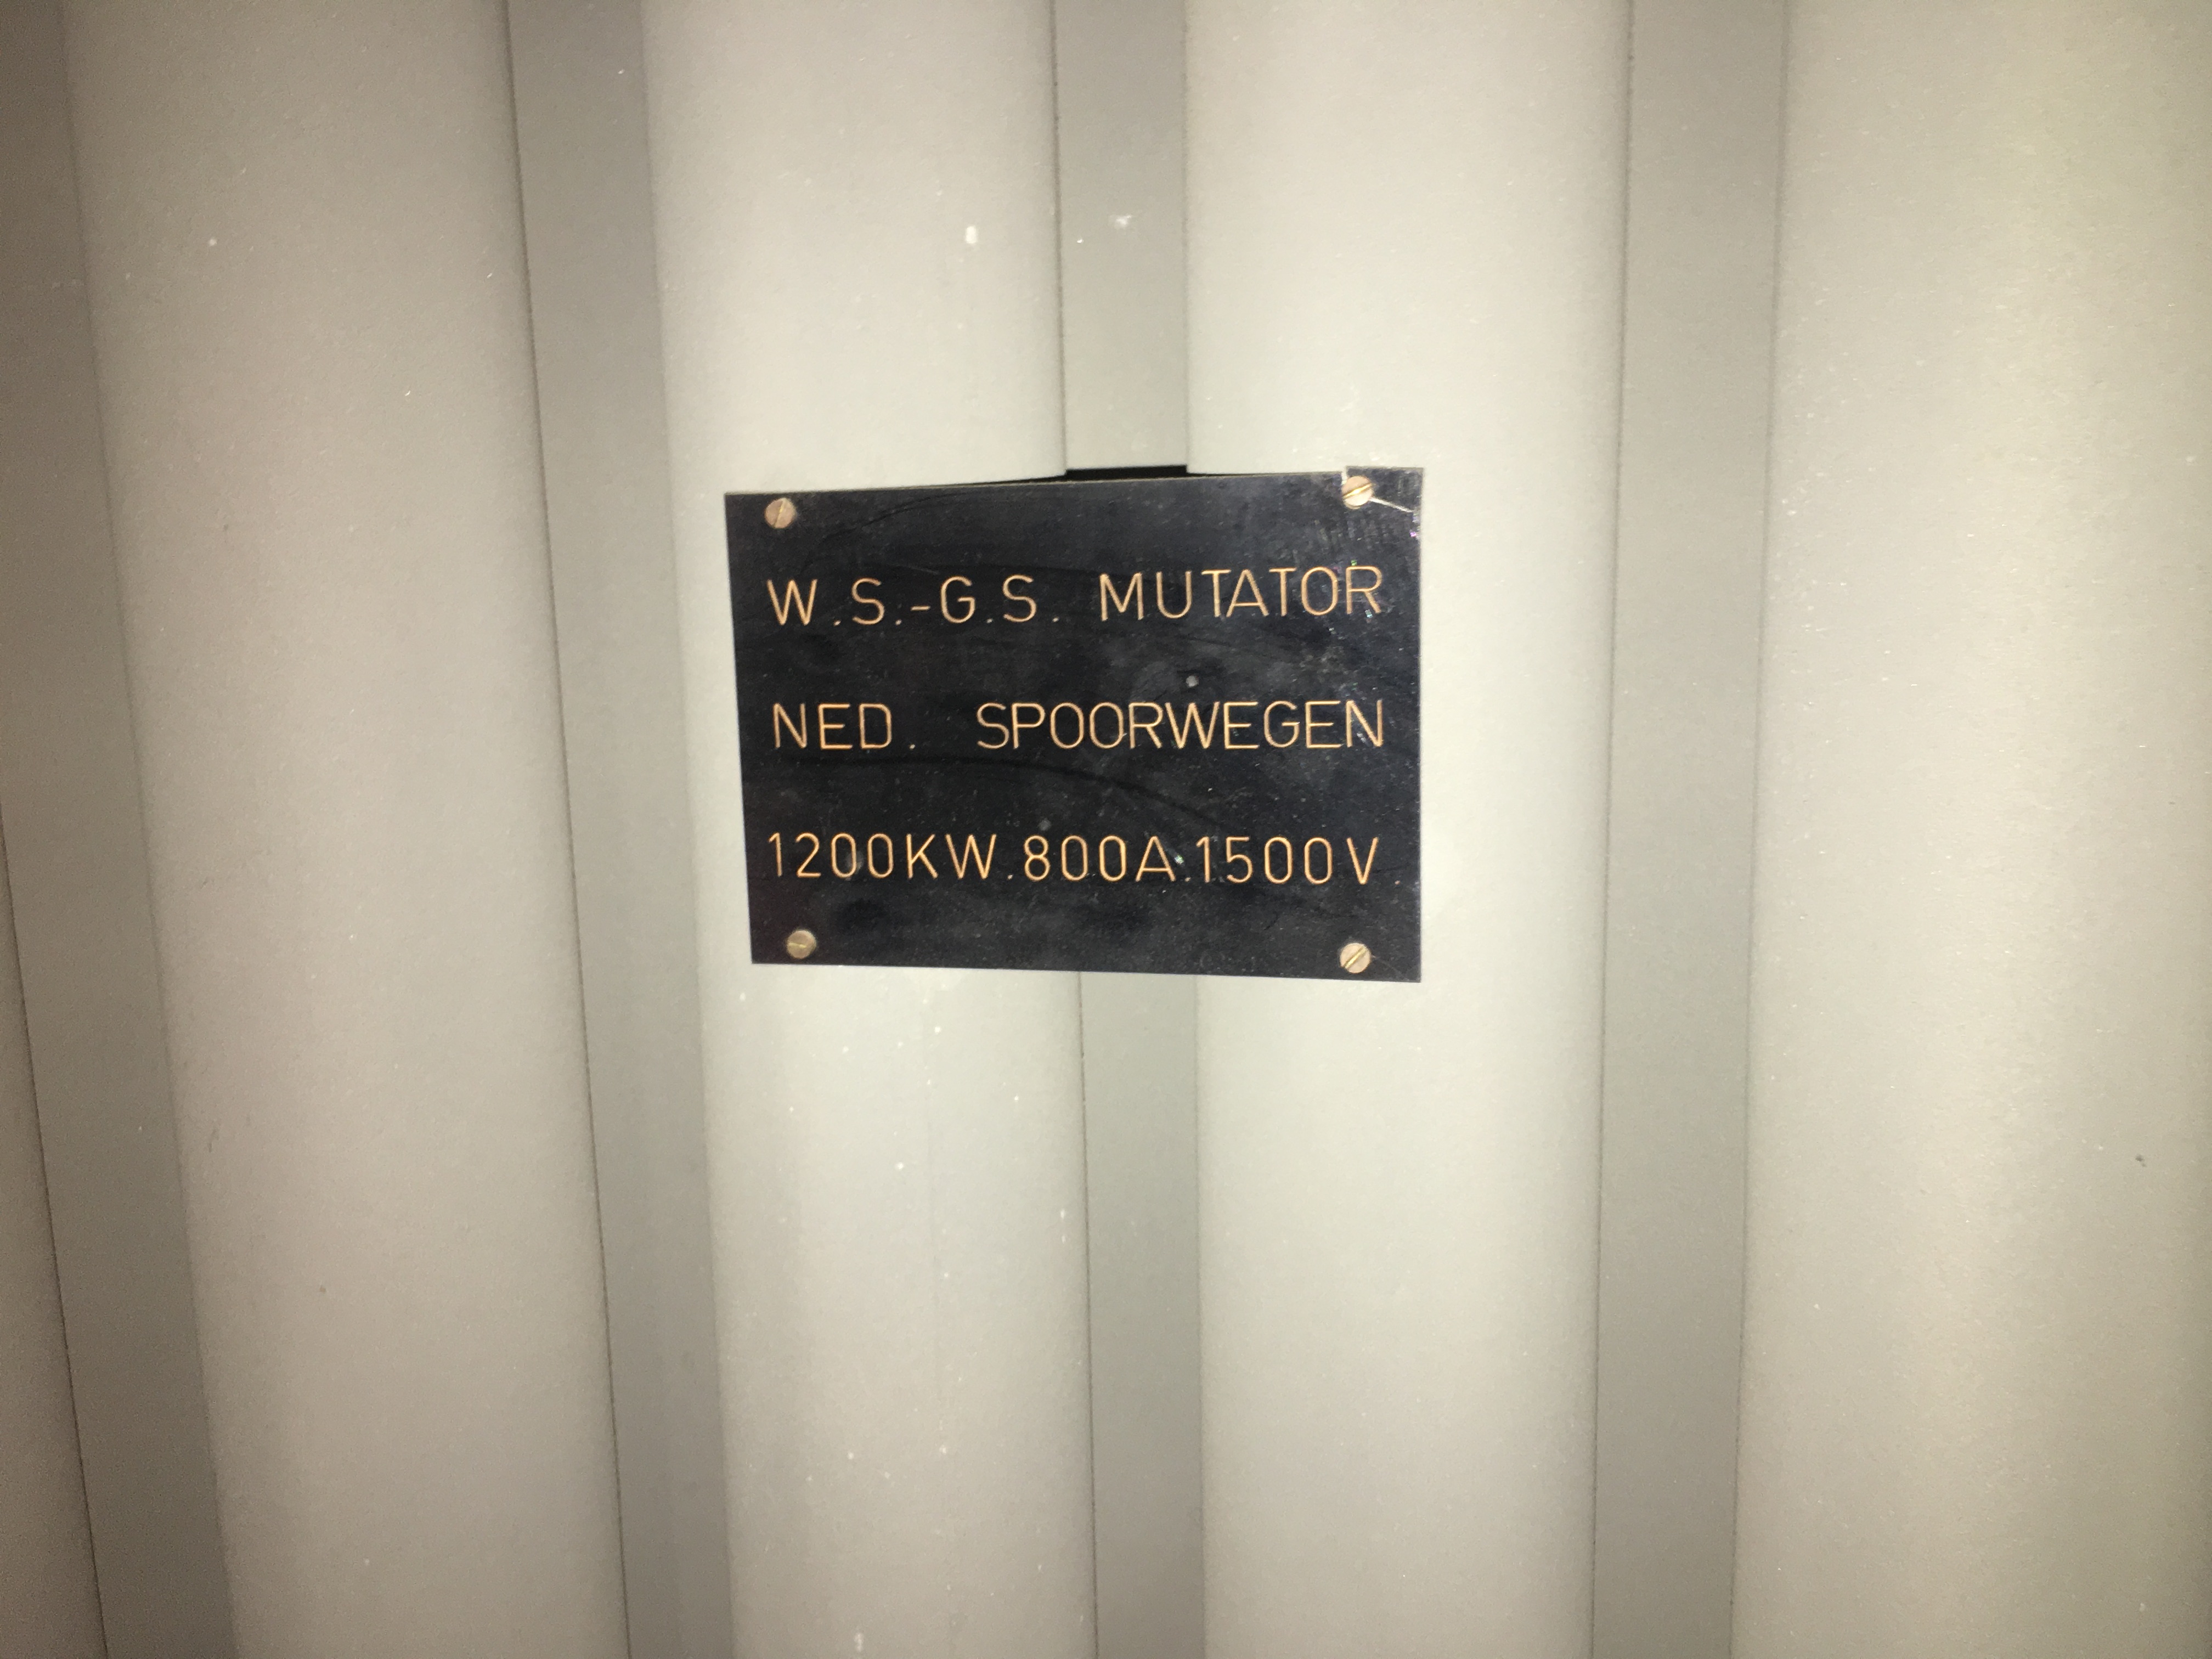 W.S.-G.S. MUTATOR
NED. SPOORWEGEN
1200KW.800A.1500V.